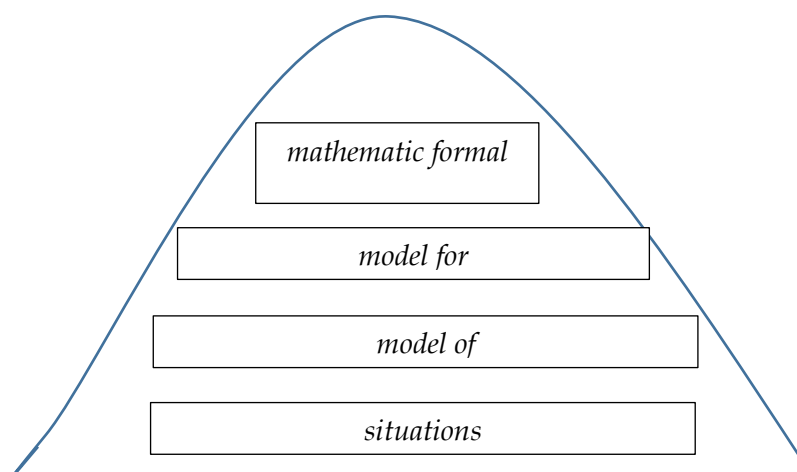 mathematic formal
model for
model of
situations